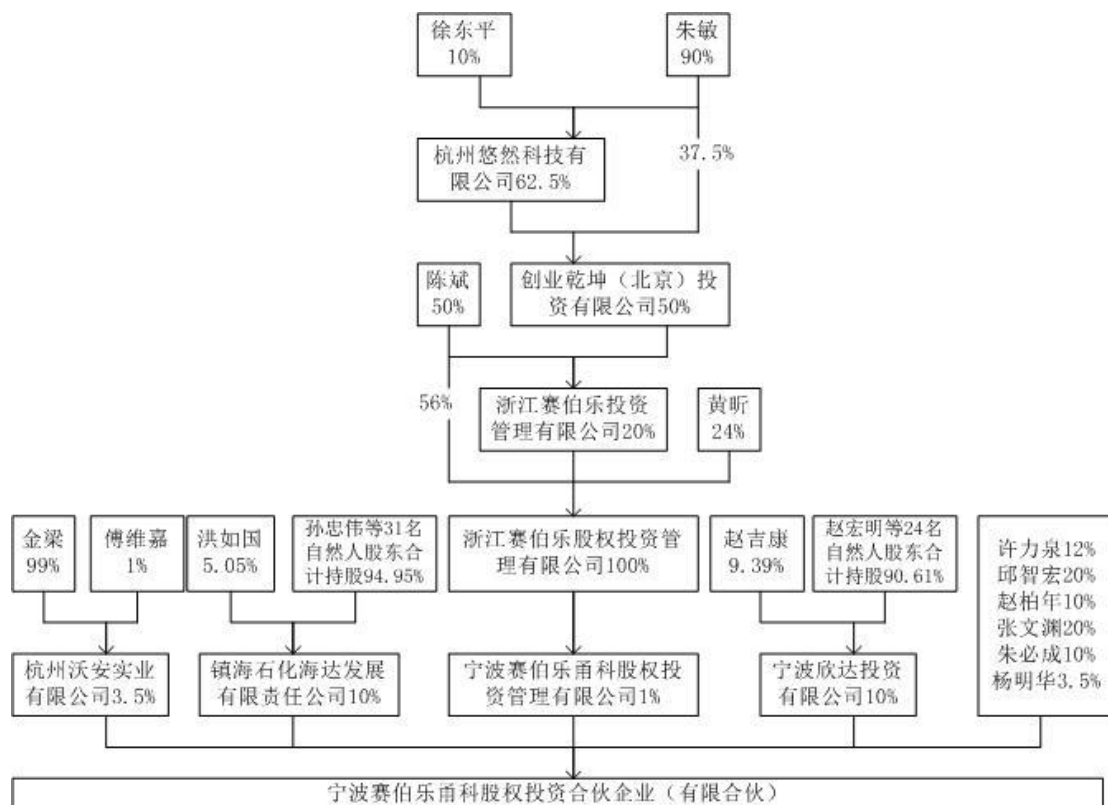 徐东平
10%
朱敏
90%
杭州悠然科技有
限公司62.5%
37.5%
陈斌
50%
创业乾坤（北京）投
资有限公司50%
56%
浙江赛伯乐投资
管理有限公司20%
黄昕
24%
金梁
99%
傅维嘉
1%
洪如国
5.05%
孙忠伟等31名
自然人股东合
计持股94.95%
浙江赛伯乐股权投资管
理有限公司100%
赵吉康
9.39%
赵宏明等24名
自然人股东合
计持股90.61%
许力泉12%
邱智宏20%
赵柏年10%
张文渊20%
朱必成10%
杨明华3.5%
杭州沃安实业
有限公司3.5%
镇海石化海达发展
有限责任公司10%
宁波赛伯乐甬科股权投
资管理有限公司1%
宁波欣达投资
有限公司10%
宁波赛伯乐甬科股权投资合伙企业（有限合伙）